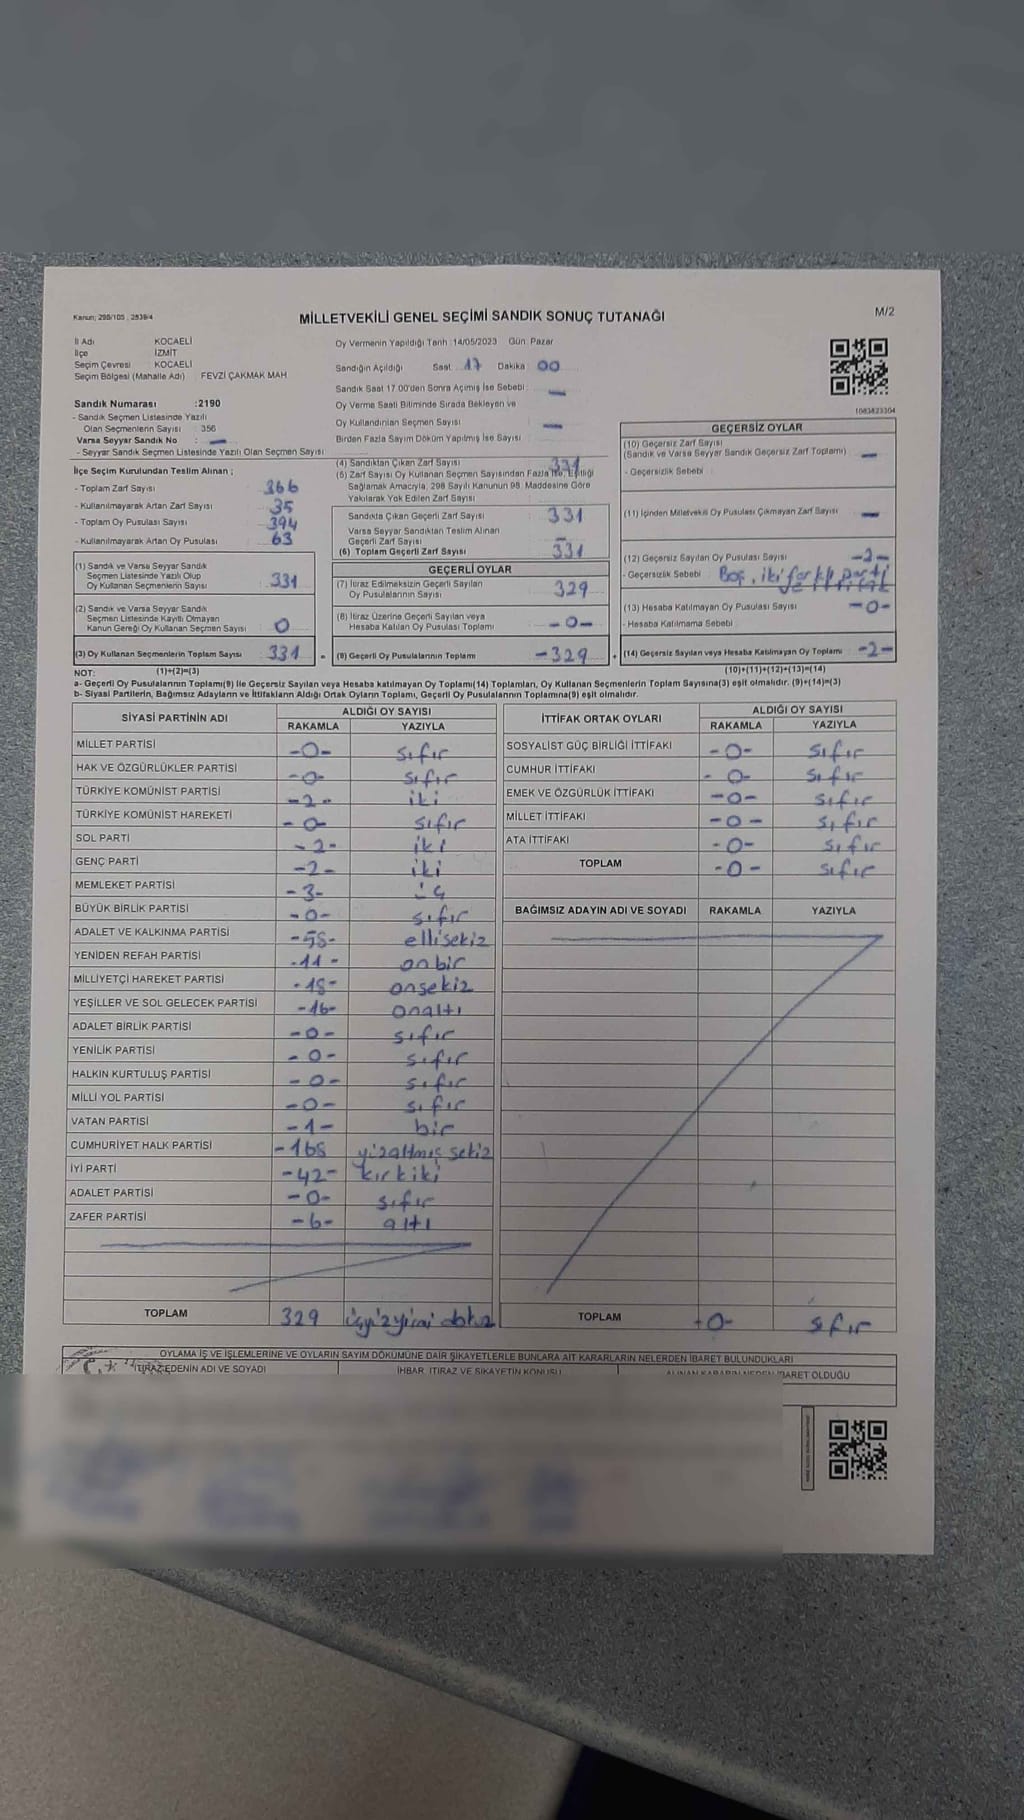 Kanun; 298/105 , 2839/4
MİLLETVEKİLİ GENEL SEÇİMİ SANDIK SONUÇ TUTANAĞI
M/2
İl Adı KOCAELİ
İlçe İZMİT
Seçim Çevresi KOCAELİ
Seçim Bölgesi (Mahalle Adı) FEVZİ ÇAKMAK MAH.
Sandık Numarası :2190
- Sandık Seçmen Listesinde Yazılı
Olan Seçmenlerin Sayısı : 356
Varsa Seyyar Sandık No : —
- Seyyar Sandık Seçmen Listesinde Yazılı Olan Seçmen Sayısı
İlçe Seçim Kurulundan Teslim Alınan ;
- Toplam Zarf Sayısı 366
- Kullanılmayarak Artan Zarf Sayısı 35
- Toplam Oy Pusulası Sayısı 394
- Kullanılmayarak Artan Oy Pusulası 63
(1) Sandık ve Varsa Seyyar Sandık
Seçmen Listesinde Yazılı Olup
Oy Kullanan Seçmenlerin Sayısı 331
(2) Sandık ve Varsa Seyyar Sandık
Seçmen Listesinde Kayıtlı Olmayan
Kanun Gereği Oy Kullanan Seçmen Sayısı 0
(3) Oy Kullanan Seçmenlerin Toplam Sayısı 331
Oy Vermenin Yapıldığı Tarih :14/05/2023 Gün: Pazar
Sandığın Açıldığı Saat: 17 Dakika 00
Sandık Saat 17.00'den Sonra Açımış İse Sebebi : —
Oy Verme Saati Bitiminde Sırada Bekleyen ve
Oy Kullandırılan Seçmen Sayısı —
Birden Fazla Sayım Döküm Yapılmış İse Sayısı
(4) Sandıktan Çıkan Zarf Sayısı 331
(5) Zarf Sayısı Oy Kullanan Seçmen Sayısından Fazla İse, Eşitliği
Sağlamak Amacıyla, 298 Sayılı Kanunun 98. Maddesine Göre
Yakılarak Yok Edilen Zarf Sayısı
Sandıkta Çıkan Geçerli Zarf Sayısı 331
Varsa Seyyar Sandıktan Teslim Alınan
Geçerli Zarf Sayısı —
(6) Toplam Geçerli Zarf Sayısı 331
GEÇERLİ OYLAR
(7) İtiraz Edilmeksizin Geçerli Sayılan
Oy Pusulalarının Sayısı 329
(8) İtiraz Üzerine Geçerli Sayılan veya
Hesaba Katılan Oy Pusulası Toplamı -0-
(9) Geçerli Oy Pusulalarının Toplamı -329
1083823304
GEÇERSİZ OYLAR
(10) Geçersiz Zarf Sayısı
(Sandık ve Varsa Seyyar Sandık Geçersiz Zarf Toplamı) —
- Geçersizlik Sebebi
(11) İçinden Milletvekili Oy Pusulası Çıkmayan Zarf Sayısı —
(12) Geçersiz Sayılan Oy Pusulası Sayısı -2-
- Geçersizlik Sebebi Boş, iki farklı parti
(13) Hesaba Katılmayan Oy Pusulası Sayısı -0-
- Hesaba Katılmama Sebebi
(14) Geçersiz Sayılan veya Hesaba Katılmayan Oy Toplamı -2-
NOT: (1)+(2)=(3) (10)+(11)+(12)+(13)=(14)
a- Geçerli Oy Pusulalarının Toplamı(9) ile Geçersiz Sayılan veya Hesaba Katılmayan Oy Toplamı(14) Toplamları, Oy Kullanan Seçmenlerin Toplam Sayısına(3) eşit olmalıdır. (9)+(14)=(3)
b- Siyasi Partilerin, Bağımsız Adayların ve İttifakların Aldığı Ortak Oyların Toplamı, Geçerli Oy Pusulalarının Toplamına(9) eşit olmalıdır.
SİYASİ PARTİNİN ADI ALDIĞI OY SAYISI
RAKAMLA YAZIYLA
MİLLET PARTİSİ -0- sıfır
HAK VE ÖZGÜRLÜKLER PARTİSİ -0- sıfır
TÜRKİYE KOMÜNİST PARTİSİ -2- iki
TÜRKİYE KOMÜNİST HAREKETİ -0- sıfır
SOL PARTİ -2- iki
GENÇ PARTİ -2- iki
MEMLEKET PARTİSİ -3- üç
BÜYÜK BİRLİK PARTİSİ -0- sıfır
ADALET VE KALKINMA PARTİSİ -58- ellisekiz
YENİDEN REFAH PARTİSİ -11- onbir
MİLLİYETÇİ HAREKET PARTİSİ -18- onsekiz
YEŞİLLER VE SOL GELECEK PARTİSİ -16- onaltı
ADALET BİRLİK PARTİSİ -0- sıfır
YENİLİK PARTİSİ -0- sıfır
HALKIN KURTULUŞ PARTİSİ -0- sıfır
MİLLİ YOL PARTİSİ -0- sıfır
VATAN PARTİSİ -1- bir
CUMHURİYET HALK PARTİSİ -168 yüzaltmış sekiz
İYİ PARTİ -42- kırkiki
ADALET PARTİSİ -0- sıfır
ZAFER PARTİSİ -6- altı
TOPLAM 329 üçyüzyirmi dokuz
İTTİFAK ORTAK OYLARI ALDIĞI OY SAYISI
RAKAMLA YAZIYLA
SOSYALİST GÜÇ BİRLİĞİ İTTİFAKI -0- sıfır
CUMHUR İTTİFAKI -0- sıfır
EMEK VE ÖZGÜRLÜK İTTİFAKI -0- sıfır
MİLLET İTTİFAKI -0- sıfır
ATA İTTİFAKI -0- sıfır
TOPLAM -0- sıfır
BAĞIMSIZ ADAYIN ADI VE SOYADI RAKAMLA YAZIYLA
TOPLAM -0- sıfır
OYLAMA İŞ VE İŞLEMLERİNE VE OYLARIN SAYIM DÖKÜMÜNE DAİR ŞİKAYETLERLE BUNLARA AİT KARARLARIN NELERDEN İBARET BULUNDUKLARI
İTİRAZ EDENİN ADI VE SOYADI İHBAR, İTİRAZ VE ŞİKAYETİN KONUSU ALINAN KARARIN NEDEN İBARET OLDUĞU